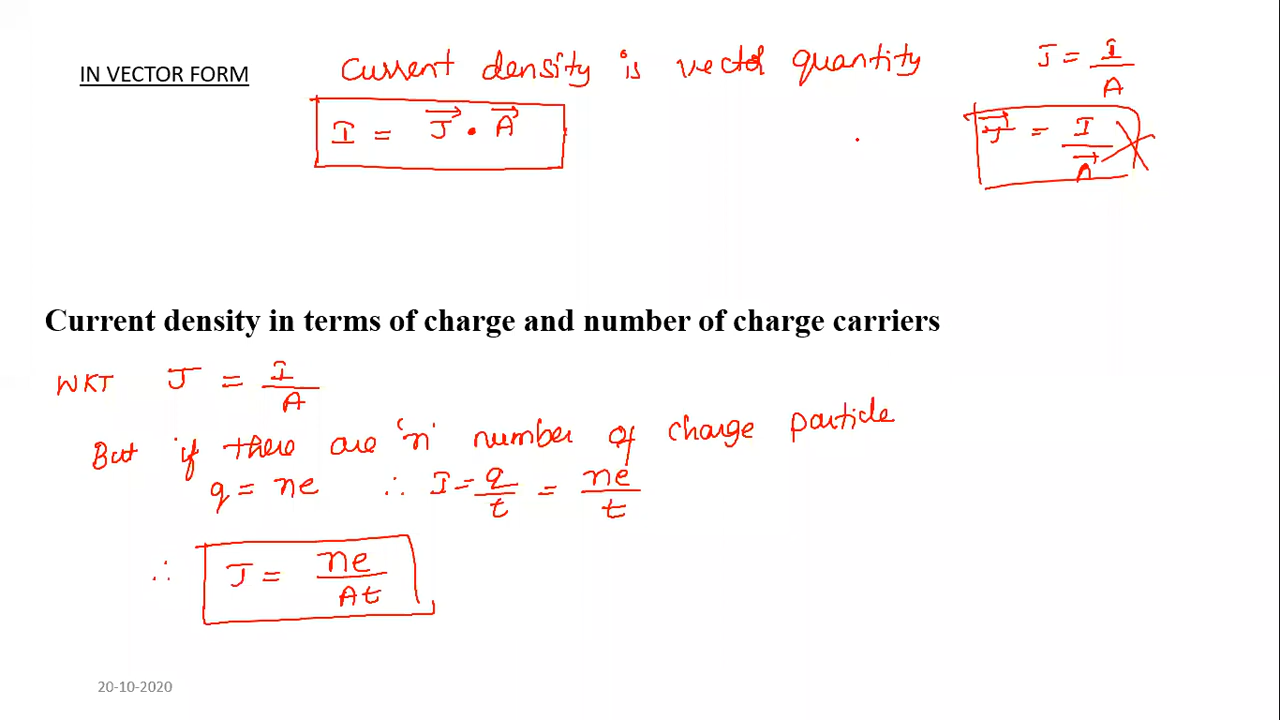 IN VECTOR FORM
Current density is vector quantity
J = I/A
I = J⃗ • A⃗
J⃗ = I/A⃗
Current density in terms of charge and number of charge carriers
WKT J = I/A
But if there are 'n' number of charge particle
q = ne ∴ I = q/t = ne/t
∴ J = ne/At
20-10-2020